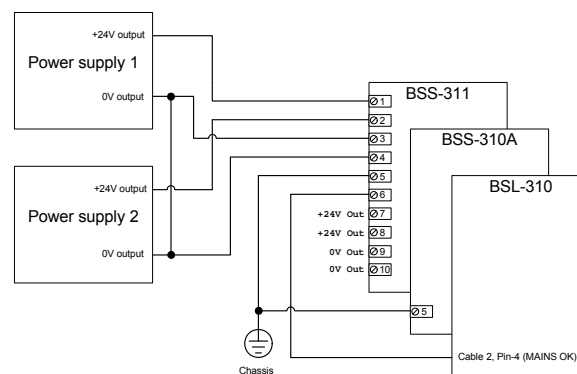 +24V output
Power supply 1
0V output
+24V output
Power supply 2
0V output
BSS-311
BSS-310A
BSL-310
1
2
3
4
5
6
+24V Out 7
+24V Out 8
0V Out 9
0V Out 10
5
Chassis
Cable 2, Pin-4 (MAINS OK)